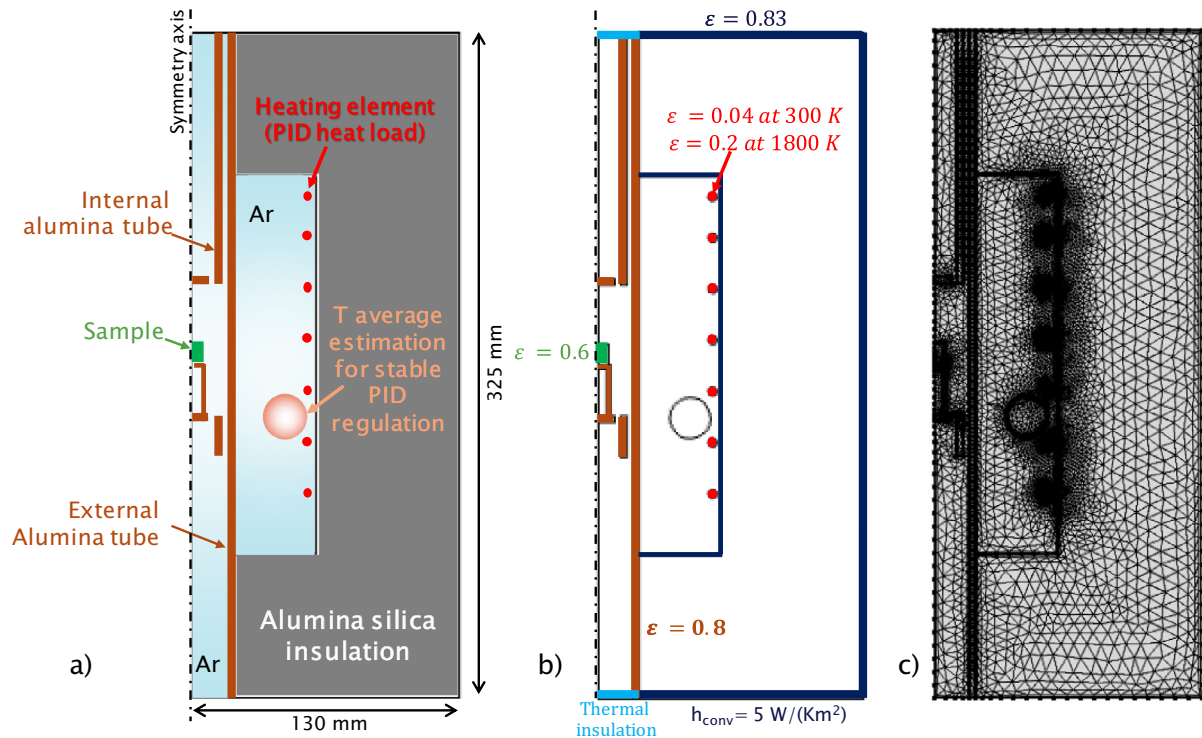 Symmetry axis
Heating element
(PID heat load)
Ar
Internal
alumina tube
T average
estimation
for stable
PID
regulation
Sample
325 mm
External
Alumina tube
Alumina silica
insulation
a)
Ar
130 mm
ε = 0.83
ε = 0.04 at 300 K
ε = 0.2 at 1800 K
ε = 0.6
ε = 0.8
b)
Thermal
insulation
h_conv = 5 W/(Km²)
c)